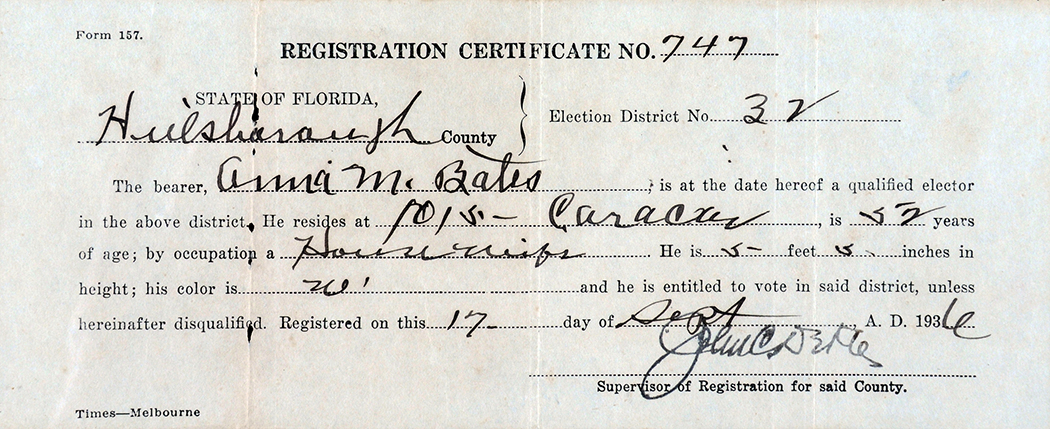 Form 157.
REGISTRATION CERTIFICATE NO. 747
STATE OF FLORIDA,
Hillsborough County } Election District No. 32
The bearer, Anna M. Bates, is at the date hereof a qualified elector
in the above district. He resides at 1015- Caracas, is 52 years
of age; by occupation a Housewife He is 5- feet 5 inches in
height; his color is W and he is entitled to vote in said district, unless
hereinafter disqualified. Registered on this 17 day of Sept A. D. 1936
Supervisor of Registration for said County.
Times—Melbourne